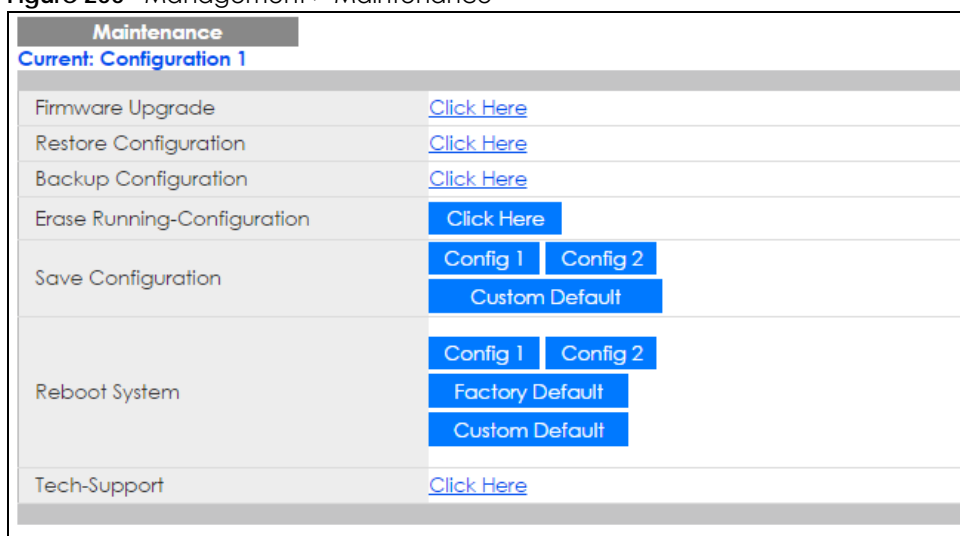 Management > Maintenance
Maintenance
Current: Configuration 1
Firmware Upgrade Click Here
Restore Configuration Click Here
Backup Configuration Click Here
Erase Running-Configuration Click Here
Save Configuration Config 1 Config 2
Custom Default
Reboot System Config 1 Config 2
Factory Default
Custom Default
Tech-Support Click Here